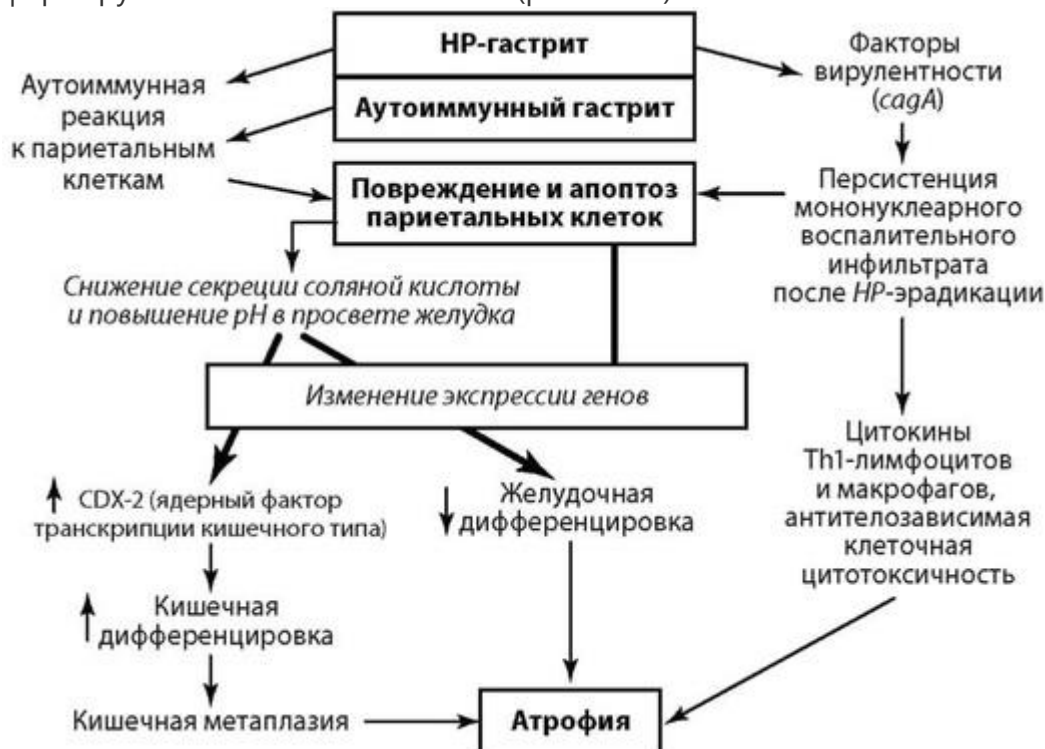 HP-гастрит
Аутоиммунный гастрит
Аутоиммунная
реакция
к париетальным
клеткам
Факторы
вирулентности
(cagA)
Повреждение и апоптоз
париетальных клеток
Персистенция
мононуклеарного
воспалительного
инфильтрата
после HP-эрадикации
Снижение секреции соляной кислоты
и повышение pH в просвете желудка
Изменение экспрессии генов
CDX-2 (ядерный фактор
транскрипции кишечного типа)
Желудочная
дифференцировка
Цитокины
Th1-лимфоцитов
и макрофагов,
антителозависимая
клеточная
цитотоксичность
Кишечная
дифференцировка
Кишечная метаплазия
Атрофия